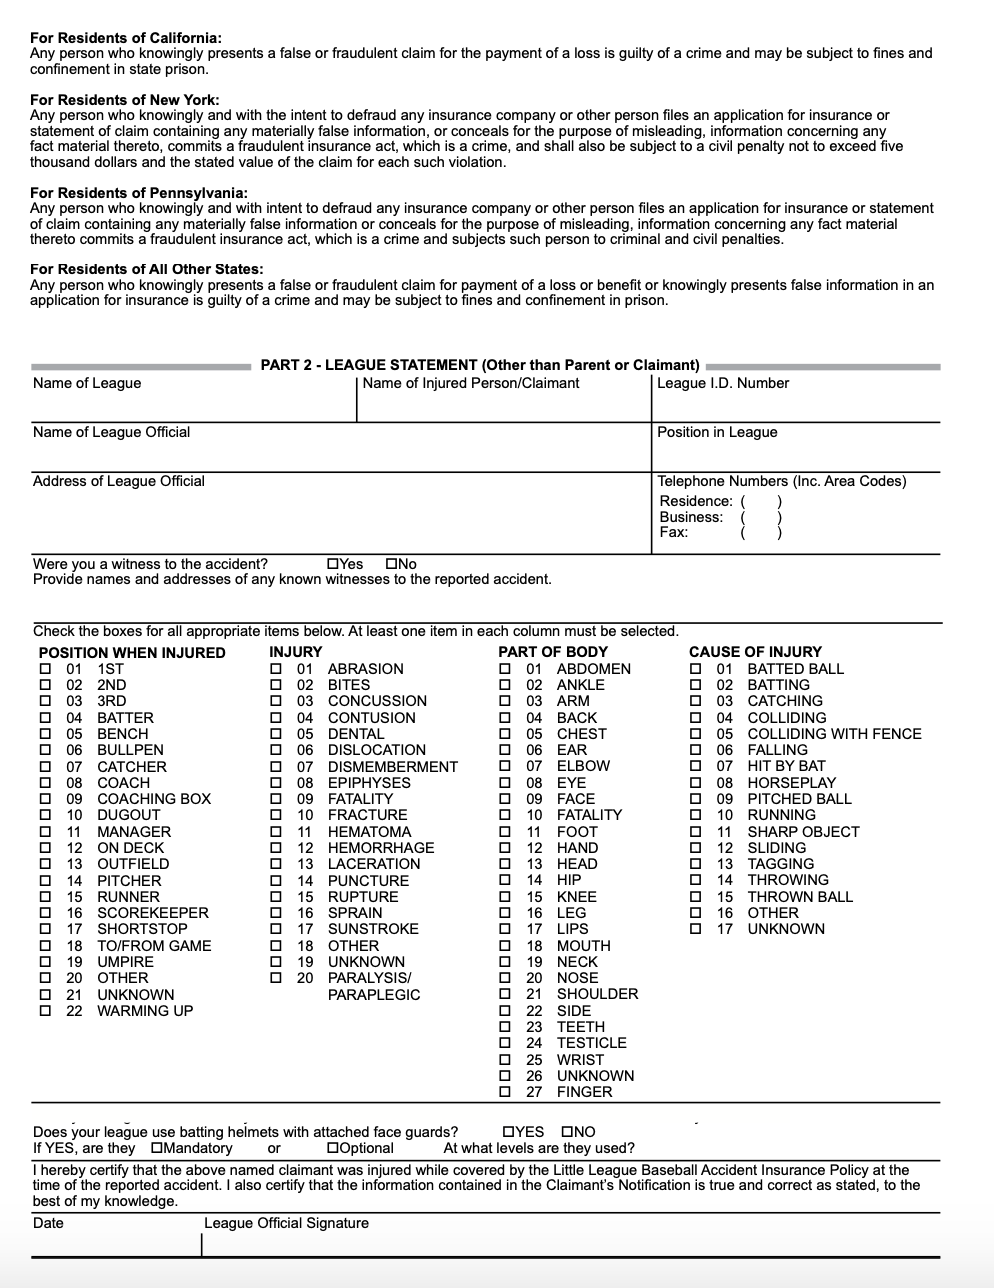 For Residents of California:
Any person who knowingly presents a false or fraudulent claim for the payment of a loss is guilty of a crime and may be subject to fines and
confinement in state prison.
For Residents of New York:
Any person who knowingly and with the intent to defraud any insurance company or other person files an application for insurance or
statement of claim containing any materially false information, or conceals for the purpose of misleading, information concerning any
fact material thereto, commits a fraudulent insurance act, which is a crime, and shall also be subject to a civil penalty not to exceed five
thousand dollars and the stated value of the claim for each such violation.
For Residents of Pennsylvania:
Any person who knowingly and with intent to defraud any insurance company or other person files an application for insurance or statement
of claim containing any materially false information or conceals for the purpose of misleading, information concerning any fact material
thereto commits a fraudulent insurance act, which is a crime and subjects such person to criminal and civil penalties.
For Residents of All Other States:
Any person who knowingly presents a false or fraudulent claim for payment of a loss or benefit or knowingly presents false information in an
application for insurance is guilty of a crime and may be subject to fines and confinement in prison.
PART 2 - LEAGUE STATEMENT (Other than Parent or Claimant)
Name of League
Name of Injured Person/Claimant
League I.D. Number
Name of League Official
Position in League
Address of League Official
Telephone Numbers (Inc. Area Codes)
Residence: ( )
Business: ( )
Fax: ( )
Were you a witness to the accident? ☐Yes ☐No
Provide names and addresses of any known witnesses to the reported accident.
Check the boxes for all appropriate items below. At least one item in each column must be selected.
POSITION WHEN INJURED
☐ 01 1ST
☐ 02 2ND
☐ 03 3RD
☐ 04 BATTER
☐ 05 BENCH
☐ 06 BULLPEN
☐ 07 CATCHER
☐ 08 COACH
☐ 09 COACHING BOX
☐ 10 DUGOUT
☐ 11 MANAGER
☐ 12 ON DECK
☐ 13 OUTFIELD
☐ 14 PITCHER
☐ 15 RUNNER
☐ 16 SCOREKEEPER
☐ 17 SHORTSTOP
☐ 18 TO/FROM GAME
☐ 19 UMPIRE
☐ 20 OTHER
☐ 21 UNKNOWN
☐ 22 WARMING UP
INJURY
☐ 01 ABRASION
☐ 02 BITES
☐ 03 CONCUSSION
☐ 04 CONTUSION
☐ 05 DENTAL
☐ 06 DISLOCATION
☐ 07 DISMEMBERMENT
☐ 08 EPIPHYSES
☐ 09 FATALITY
☐ 10 FRACTURE
☐ 11 HEMATOMA
☐ 12 HEMORRHAGE
☐ 13 LACERATION
☐ 14 PUNCTURE
☐ 15 RUPTURE
☐ 16 SPRAIN
☐ 17 SUNSTROKE
☐ 18 OTHER
☐ 19 UNKNOWN
☐ 20 PARALYSIS/
PARAPLEGIC
PART OF BODY
☐ 01 ABDOMEN
☐ 02 ANKLE
☐ 03 ARM
☐ 04 BACK
☐ 05 CHEST
☐ 06 EAR
☐ 07 ELBOW
☐ 08 EYE
☐ 09 FACE
☐ 10 FATALITY
☐ 11 FOOT
☐ 12 HAND
☐ 13 HEAD
☐ 14 HIP
☐ 15 KNEE
☐ 16 LEG
☐ 17 LIPS
☐ 18 MOUTH
☐ 19 NECK
☐ 20 NOSE
☐ 21 SHOULDER
☐ 22 SIDE
☐ 23 TEETH
☐ 24 TESTICLE
☐ 25 WRIST
☐ 26 UNKNOWN
☐ 27 FINGER
CAUSE OF INJURY
☐ 01 BATTED BALL
☐ 02 BATTING
☐ 03 CATCHING
☐ 04 COLLIDING
☐ 05 COLLIDING WITH FENCE
☐ 06 FALLING
☐ 07 HIT BY BAT
☐ 08 HORSEPLAY
☐ 09 PITCHED BALL
☐ 10 RUNNING
☐ 11 SHARP OBJECT
☐ 12 SLIDING
☐ 13 TAGGING
☐ 14 THROWING
☐ 15 THROWN BALL
☐ 16 OTHER
☐ 17 UNKNOWN
Does your league use batting helmets with attached face guards? ☐YES ☐NO
If YES, are they ☐Mandatory or ☐Optional At what levels are they used?
I hereby certify that the above named claimant was injured while covered by the Little League Baseball Accident Insurance Policy at the
time of the reported accident. I also certify that the information contained in the Claimant's Notification is true and correct as stated, to the
best of my knowledge.
Date
League Official Signature